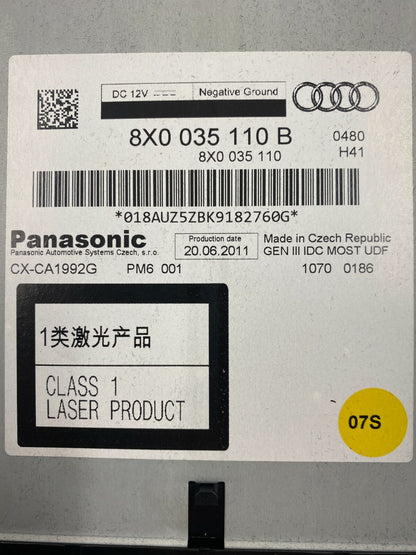 DC 12V Negative Ground
8X0 035 110 B 0480
8X0 035 110 H41
*018AUZ5ZBK9182760G*
Panasonic Production date Made in Czech Republic
Panasonic Automotive Systems Czech, s.r.o. 20.06.2011 GEN III IDC MOST UDF
CX-CA1992G PM6 001 1070 0186
1类激光产品
CLASS 1
LASER PRODUCT
07S